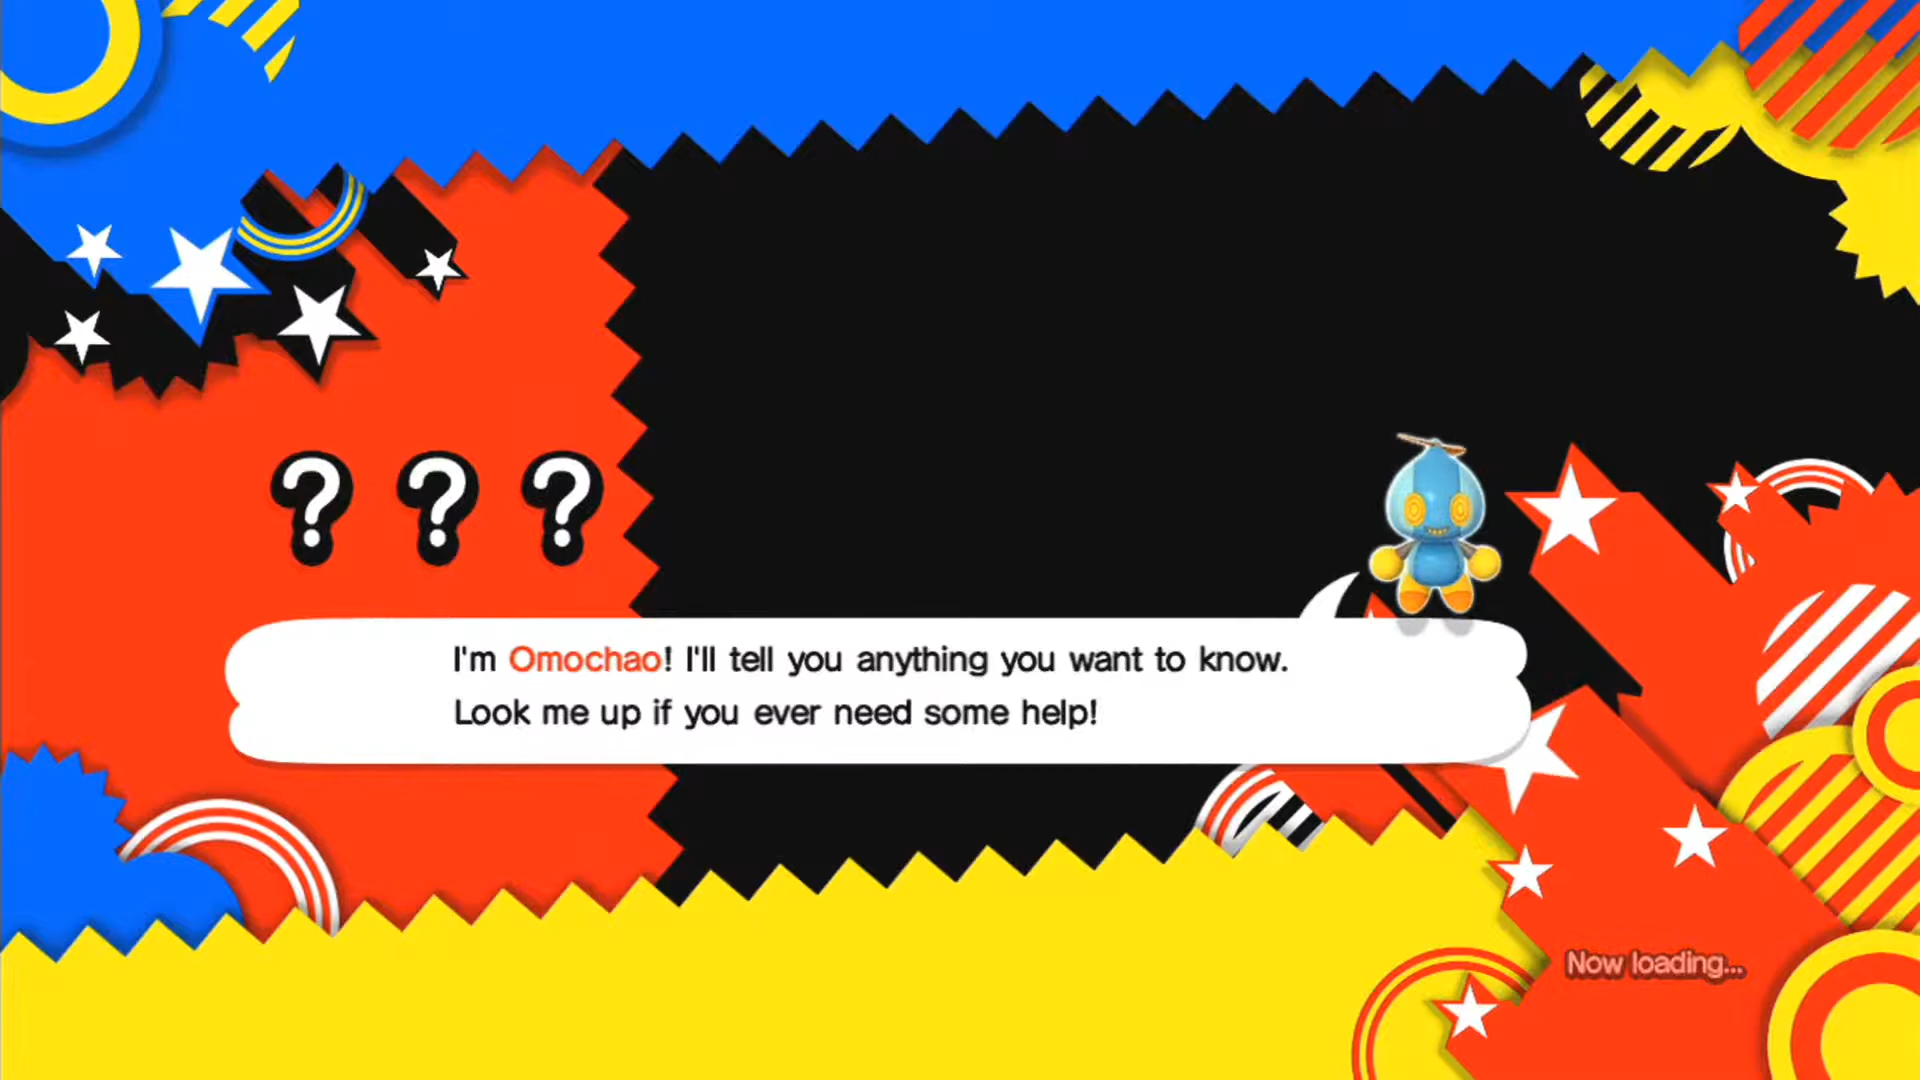 ? ? ?
I'm Omochao! I'll tell you anything you want to know.
Look me up if you ever need some help!
Now loading...